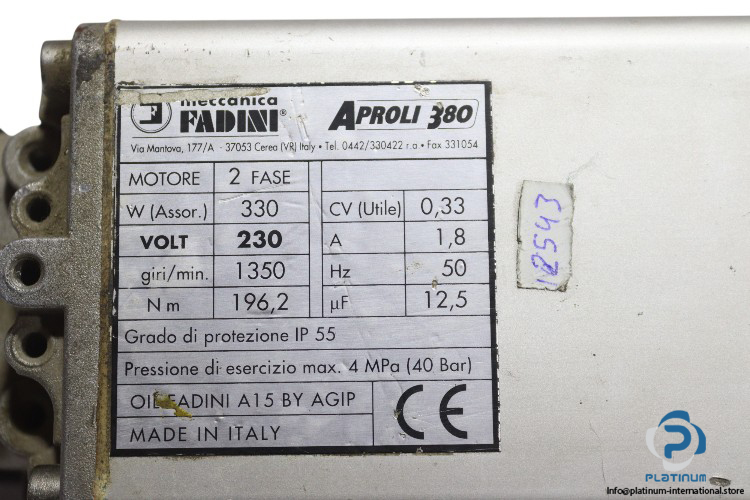 meccanica
FADINI®
APROLI 380
Via Mantova, 177/A - 37053 Cerea (VR) Italy • Tel. 0442/330422 r.a • Fax 331054
MOTORE 2 FASE
W (Assor.) 330 CV (Utile) 0,33
VOLT 230 A 1,8
giri/min. 1350 Hz 50
Nm 196,2 µF 12,5
Grado di protezione IP 55
Pressione di esercizio max. 4 MPa (40 Bar)
OIL FADINI A15 BY AGIP
CE
MADE IN ITALY
12543
PLATINUM
platinum-international.store